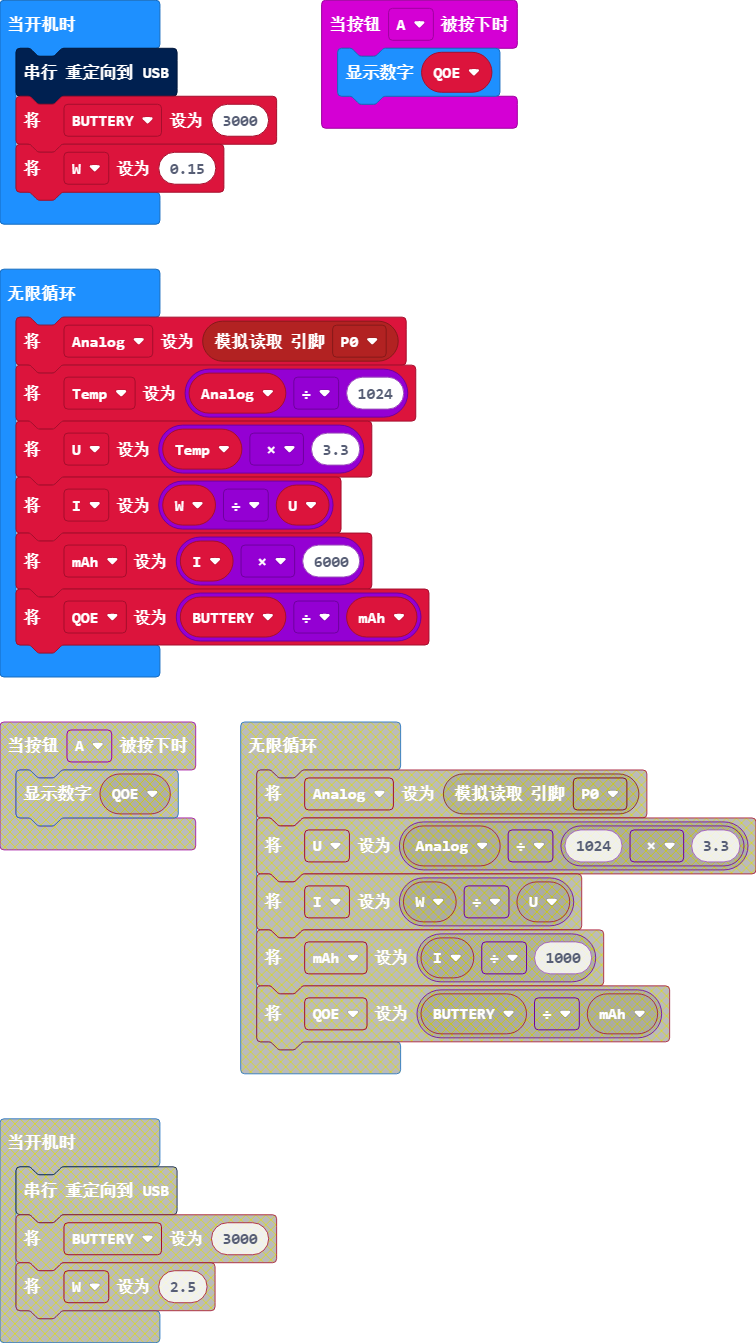 当开机时
串行 重定向到 USB
将 BUTTERY 设为 3000
将 W 设为 0.15
当按钮 A 被按下时
显示数字 QOE
无限循环
将 Analog 设为 模拟读取 引脚 P0
将 Temp 设为 Analog ÷ 1024
将 U 设为 Temp × 3.3
将 I 设为 W ÷ U
将 mAh 设为 I × 6000
将 QOE 设为 BUTTERY ÷ mAh
当按钮 A 被按下时
显示数字 QOE
无限循环
将 Analog 设为 模拟读取 引脚 P0
将 U 设为 Analog ÷ 1024 × 3.3
将 I 设为 W ÷ U
将 mAh 设为 I ÷ 1000
将 QOE 设为 BUTTERY ÷ mAh
当开机时
串行 重定向到 USB
将 BUTTERY 设为 3000
将 W 设为 2.5